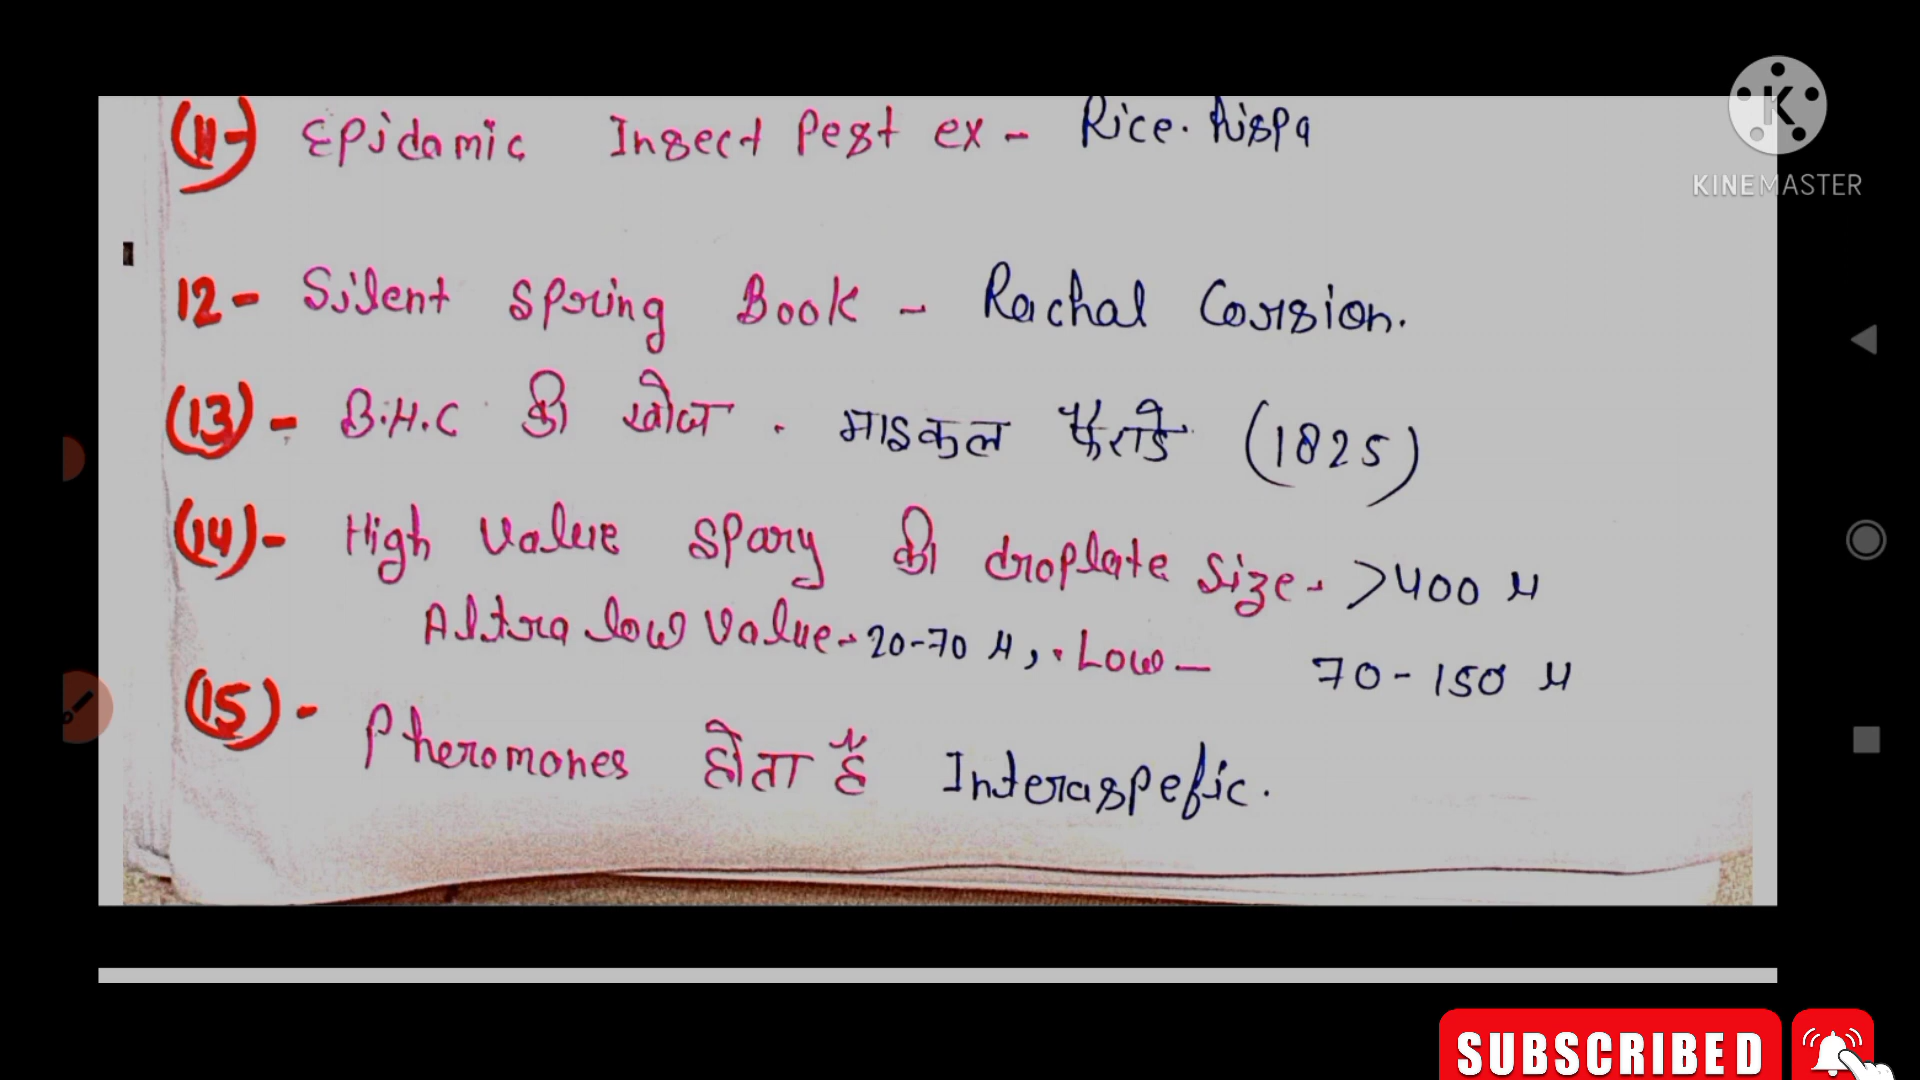 (11-) Epidamic Insect Pest ex - Rice. hispa
KINEMASTER
12- Silent spring Book - Rachal Corsion.
(13) - B.H.C की खोज . माइकल फैराडे (1825)
(14)- High value spary की droplate size - >400 μ
Altra low value - 20-70 μ, . Low - 70-150 μ
(15) - Pheromones होता है Interaspefic.
SUBSCRIBED